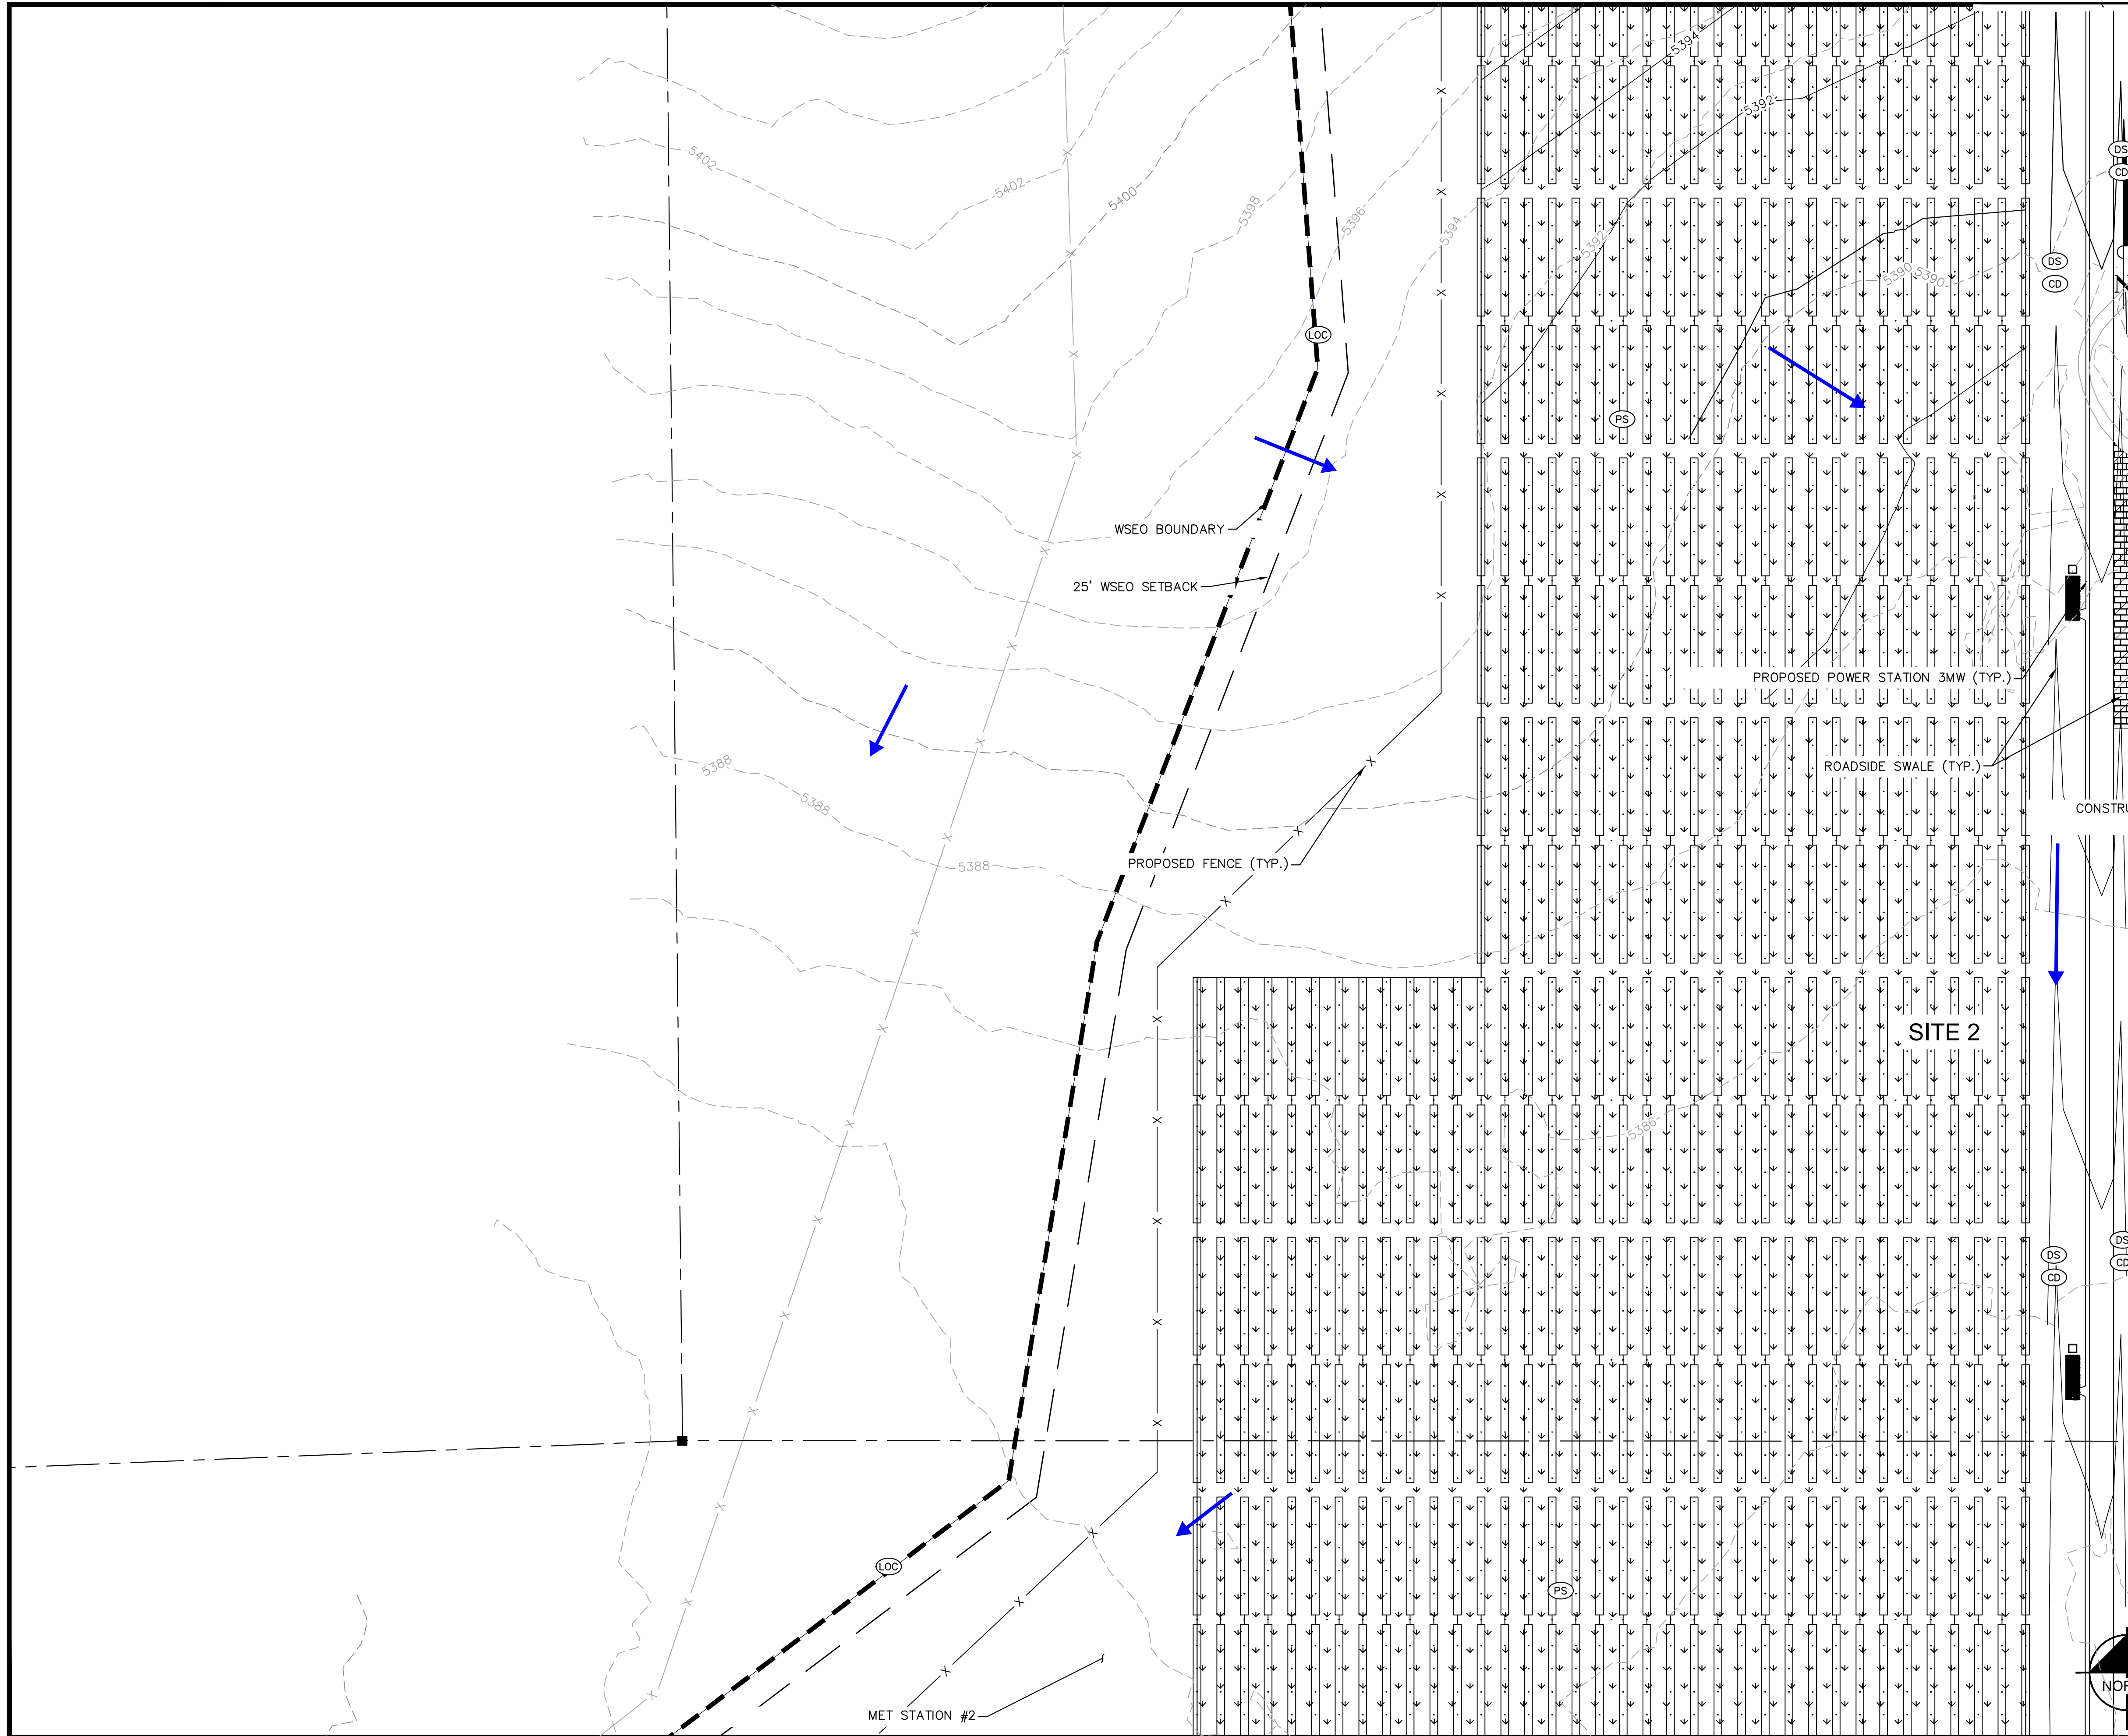 5394
5392
DS
CD
5402
5402
5400
5398
5396
5394
5392
5390
5390
DS
CD
LOC
PS
WSEO BOUNDARY
25' WSEO SETBACK
PROPOSED POWER STATION 3MW (TYP.)
5388
5388
5388
ROADSIDE SWALE (TYP.)
PROPOSED FENCE (TYP.)
SITE 2
5386
DS
CD
DS
CD
LOC
PS
MET STATION #2